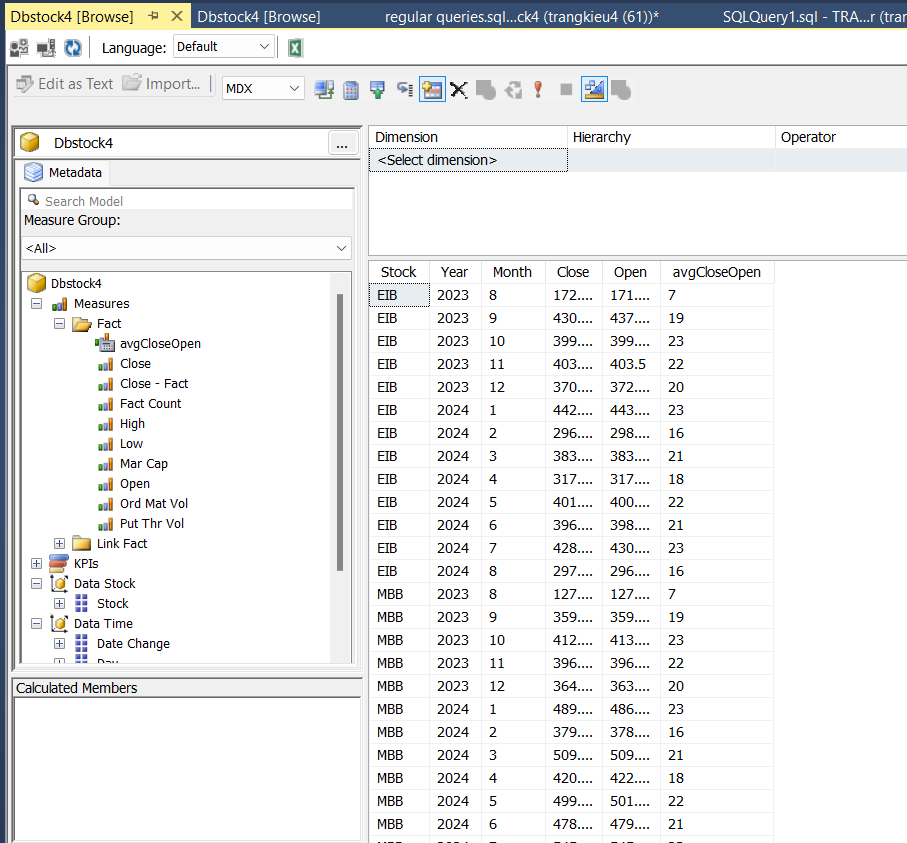 Dbstock4 [Browse]
Dbstock4 [Browse]
regular queries.sql...ck4 (trangkieu4 (61))*
SQLQuery1.sql - TRA...r (trar
Language: Default
Edit as Text Import... MDX
Dbstock4 ...
Metadata
Search Model
Measure Group:
<All>
Dbstock4
Measures
Fact
avgCloseOpen
Close
Close - Fact
Fact Count
High
Low
Mar Cap
Open
Ord Mat Vol
Put Thr Vol
Link Fact
KPIs
Data Stock
Stock
Data Time
Date Change
Day
Calculated Members
Dimension Hierarchy Operator
<Select dimension>
Stock Year Month Close Open avgCloseOpen
EIB 2023 8 172.... 171.... 7
EIB 2023 9 430.... 437.... 19
EIB 2023 10 399.... 399.... 23
EIB 2023 11 403.... 403.5 22
EIB 2023 12 370.... 372.... 20
EIB 2024 1 442.... 443.... 23
EIB 2024 2 296.... 298.... 16
EIB 2024 3 383.... 383.... 21
EIB 2024 4 317.... 317.... 18
EIB 2024 5 401.... 400.... 22
EIB 2024 6 396.... 398.... 21
EIB 2024 7 428.... 430.... 23
EIB 2024 8 297.... 296.... 16
MBB 2023 8 127.... 127.... 7
MBB 2023 9 359.... 359.... 19
MBB 2023 10 412.... 413.... 23
MBB 2023 11 396.... 396.... 22
MBB 2023 12 364.... 363.... 20
MBB 2024 1 489.... 486.... 23
MBB 2024 2 379.... 378.... 16
MBB 2024 3 509.... 509.... 21
MBB 2024 4 420.... 422.... 18
MBB 2024 5 499.... 501.... 22
MBB 2024 6 478.... 479.... 21